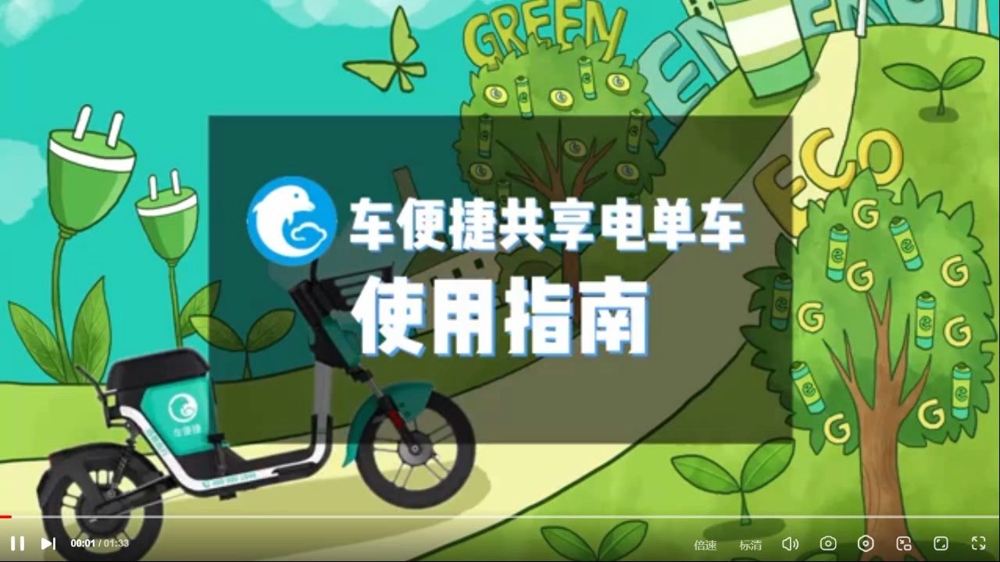 GREEN
ENERGY
ECO
车便捷共享电单车
使用指南
车便捷
00:01 / 01:33
倍速
标清